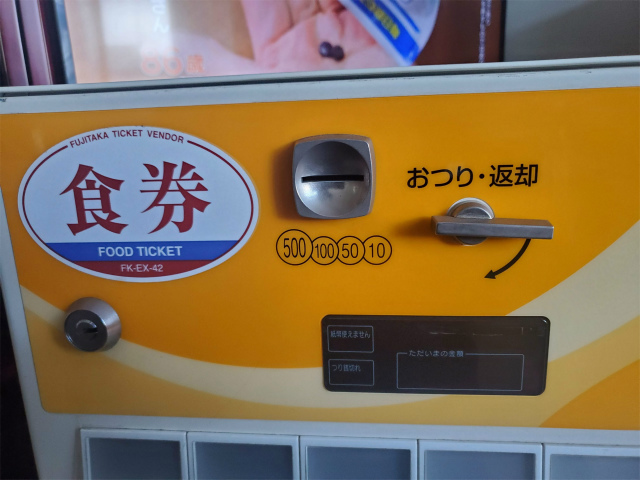 FUJITAKA TICKET VENDOR
食券
FOOD TICKET
FK-EX-42
500 100 50 10
おつり・返却
紙幣使えません
つり銭切れ
ただいまの金額